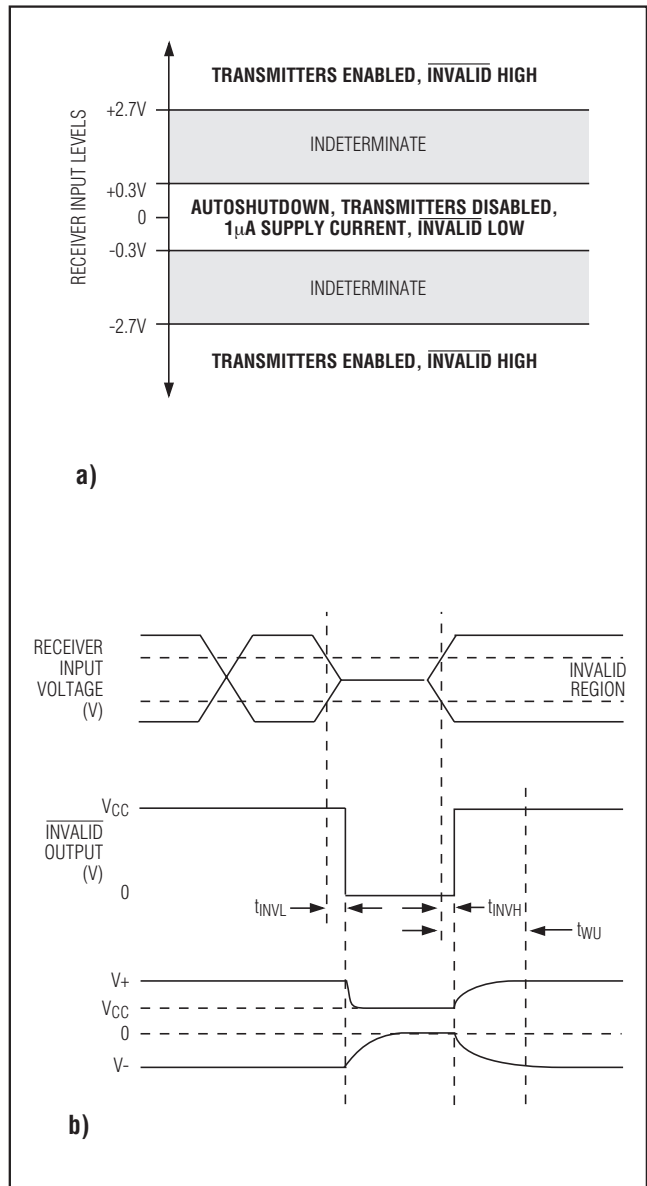 TRANSMITTERS ENABLED, INVALID HIGH
+2.7V
INDETERMINATE
+0.3V
RECEIVER INPUT LEVELS
0
AUTOSHUTDOWN, TRANSMITTERS DISABLED,
1μA SUPPLY CURRENT, INVALID LOW
-0.3V
INDETERMINATE
-2.7V
TRANSMITTERS ENABLED, INVALID HIGH
a)
RECEIVER
INPUT
VOLTAGE
(V)
INVALID
REGION
VCC
INVALID
OUTPUT
(V)
0
tINVL
tINVH
tWU
V+
VCC
0
V-
b)